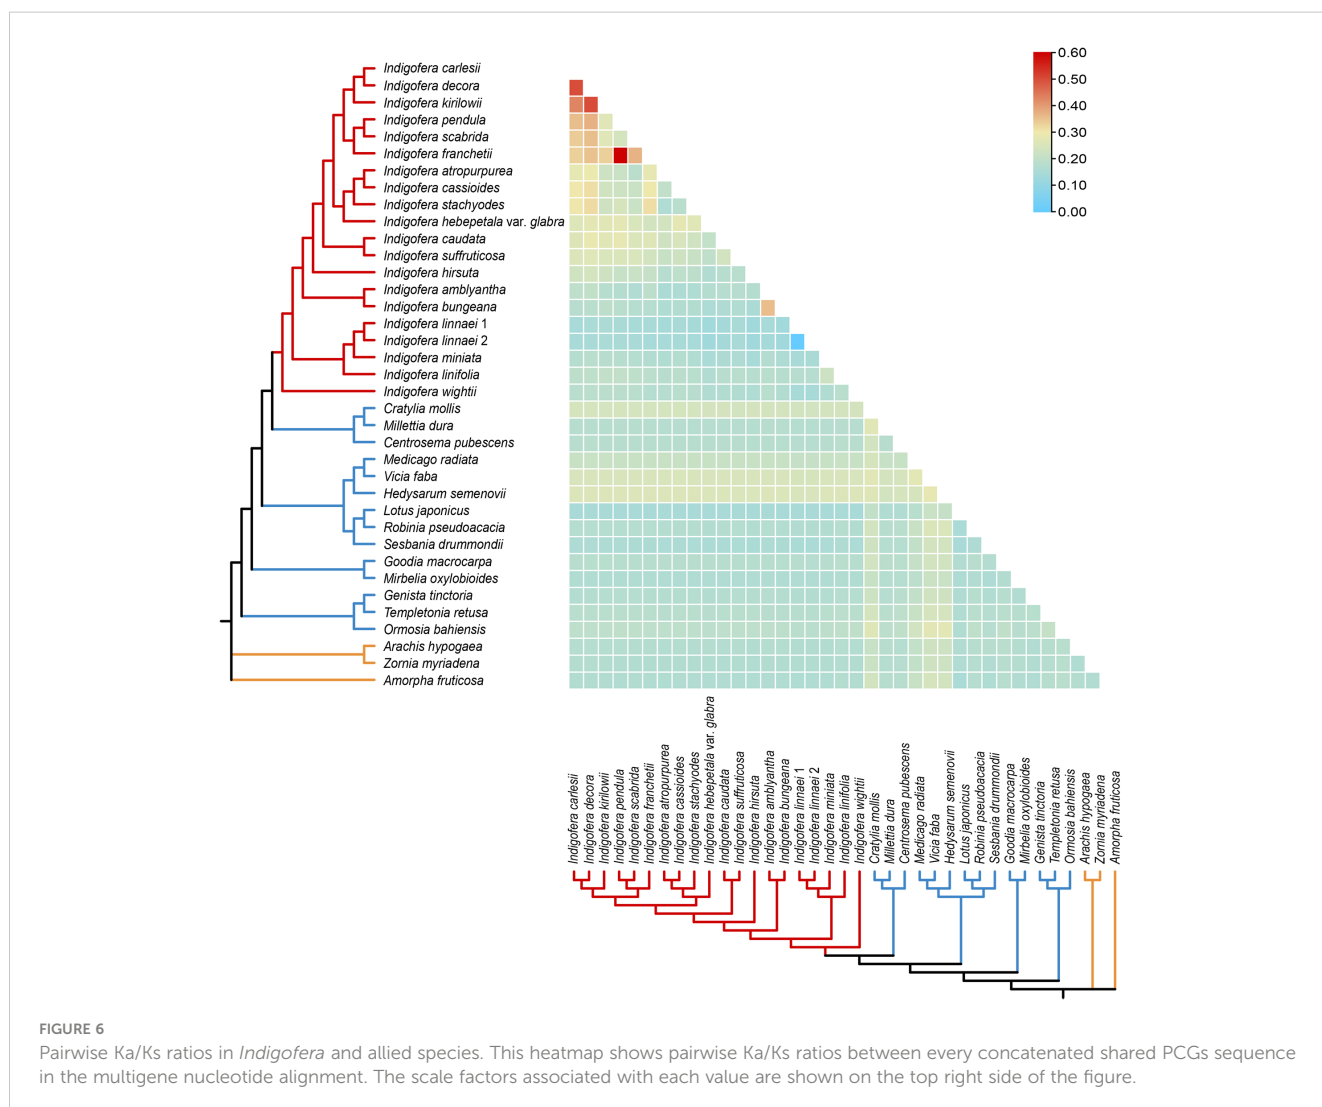 Indigofera carlesii
Indigofera decora
Indigofera kirilowii
Indigofera pendula
Indigofera scabrida
Indigofera franchetii
Indigofera atropurpurea
Indigofera cassioides
Indigofera stachyodes
Indigofera hebepetala var. glabra
Indigofera caudata
Indigofera suffruticosa
Indigofera hirsuta
Indigofera amblyantha
Indigofera bungeana
Indigofera linnaei 1
Indigofera linnaei 2
Indigofera miniata
Indigofera linifolia
Indigofera wightii
Cratylia mollis
Millettia dura
Centrosema pubescens
Medicago radiata
Vicia faba
Hedysarum semenovii
Lotus japonicus
Robinia pseudoacacia
Sesbania drummondii
Goodia macrocarpa
Mirbelia oxylobioides
Genista tinctoria
Templetonia retusa
Ormosia bahiensis
Arachis hypogaea
Zornia myriadena
Amorpha fruticosa
0.60
0.50
0.40
0.30
0.20
0.10
0.00
Indigofera carlesii
Indigofera decora
Indigofera kirilowii
Indigofera pendula
Indigofera scabrida
Indigofera franchetii
Indigofera atropurpurea
Indigofera cassioides
Indigofera stachyodes
Indigofera hebepetala var. glabra
Indigofera caudata
Indigofera suffruticosa
Indigofera hirsuta
Indigofera amblyantha
Indigofera bungeana
Indigofera linnaei 1
Indigofera linnaei 2
Indigofera miniata
Indigofera linifolia
Indigofera wightii
Cratylia mollis
Millettia dura
Centrosema pubescens
Medicago radiata
Vicia faba
Hedysarum semenovii
Lotus japonicus
Robinia pseudoacacia
Sesbania drummondii
Goodia macrocarpa
Mirbelia oxylobioides
Genista tinctoria
Templetonia retusa
Ormosia bahiensis
Arachis hypogaea
Zornia myriadena
Amorpha fruticosa
FIGURE 6
Pairwise Ka/Ks ratios in Indigofera and allied species. This heatmap shows pairwise Ka/Ks ratios between every concatenated shared PCGs sequence
in the multigene nucleotide alignment. The scale factors associated with each value are shown on the top right side of the figure.